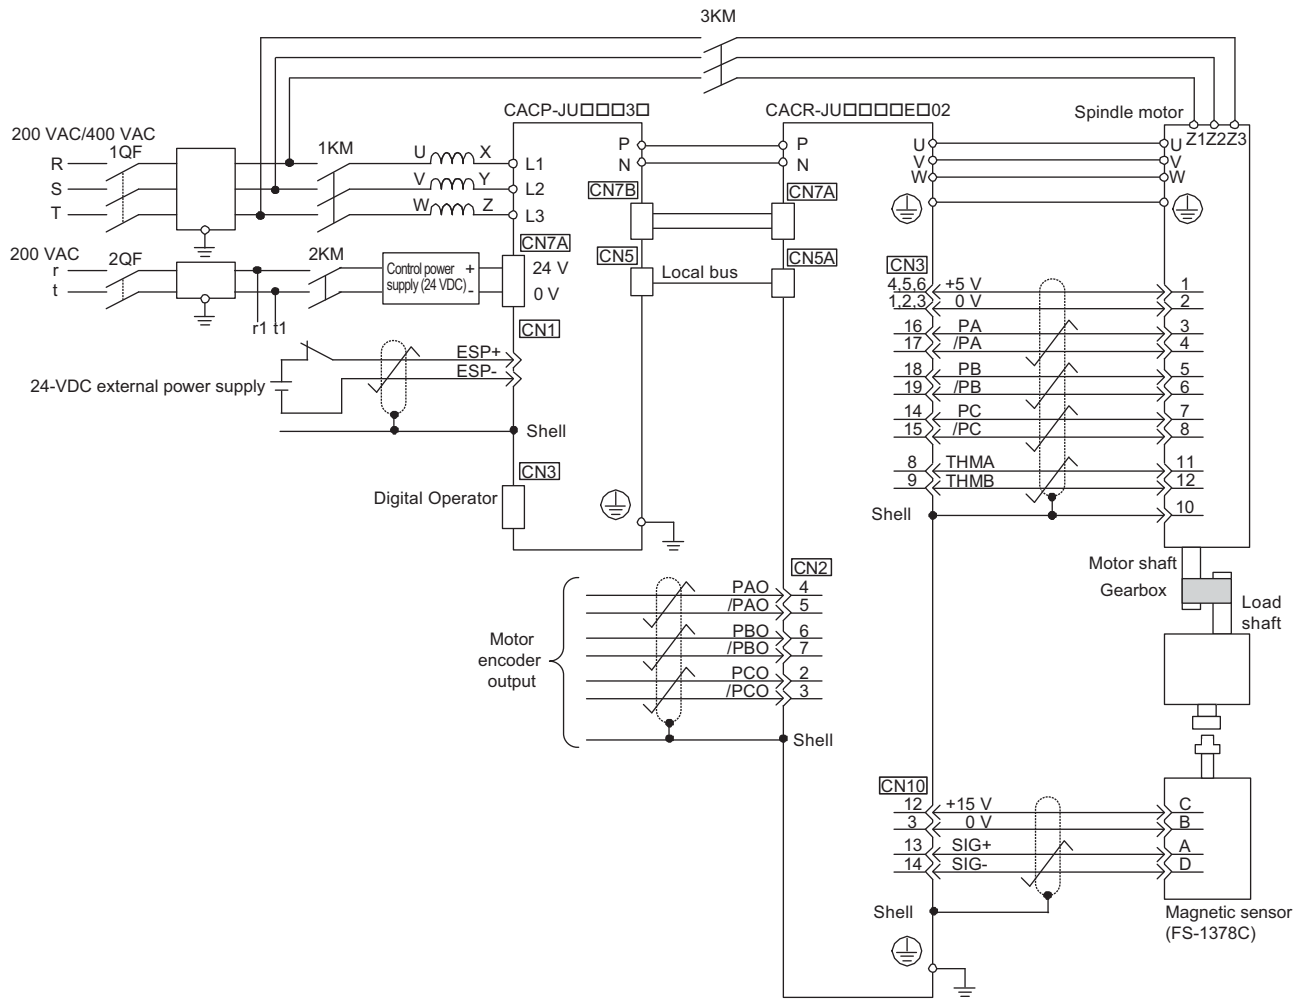 3KM
CACP-JU□□□3□
CACR-JU□□□□E□02
Spindle motor
Z1Z2Z3
200 VAC/400 VAC
1QF
1KM
R
S
T
U X
V Y
W Z
L1
L2
L3
P
N
P
N
U
V
W
U
V
W
CN7B
CN7A
CN5
CN5A
Local bus
200 VAC
r
t
2QF
2KM
r1 t1
Control power
supply (24 VDC)
+
-
CN7A
24 V
0 V
CN1
ESP+
ESP-
24-VDC external power supply
Shell
CN3
Digital Operator
CN3
4,5,6 +5 V 1
1,2,3 0 V 2
16 PA 3
17 /PA 4
18 PB 5
19 /PB 6
14 PC 7
15 /PC 8
8 THMA 11
9 THMB 12
Shell 10
Motor shaft
Gearbox
Load
shaft
CN2
PAO 4
/PAO 5
PBO 6
/PBO 7
PCO 2
/PCO 3
Shell
Motor
encoder
output
CN10
12 +15 V C
3 0 V B
13 SIG+ A
14 SIG- D
Shell
Magnetic sensor
(FS-1378C)